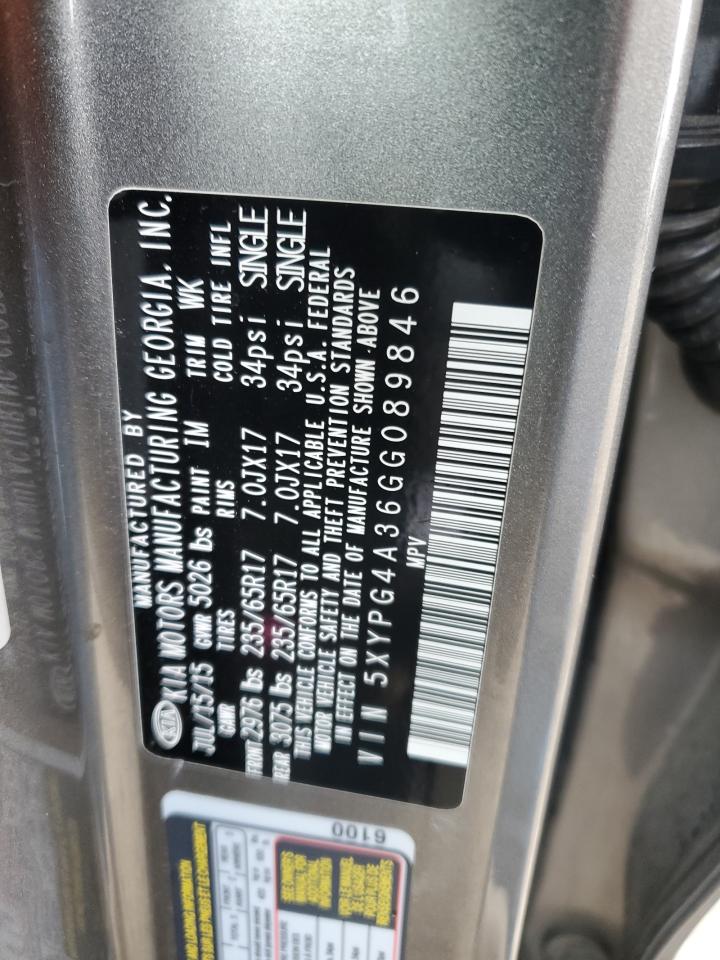 MANUFACTURED BY
KIA KIA MOTORS MANUFACTURING GEORGIA, INC.
JUL/15/15 GVWR 5026 lbs PAINT IM TRIM WK
GAWR TIRES RIMS COLD TIRE INFL
FRONT 2976 lbs 235/65R17 7.0JX17 34psi SINGLE
REAR 3075 lbs 235/65R17 7.0JX17 34psi SINGLE
THIS VEHICLE CONFORMS TO ALL APPLICABLE U.S.A. FEDERAL
MOTOR VEHICLE SAFETY AND THEFT PREVENTION STANDARDS
IN EFFECT ON THE DATE OF MANUFACTURE SHOWN ABOVE
VIN 5XYPG4A36GG089846
MPV
6100